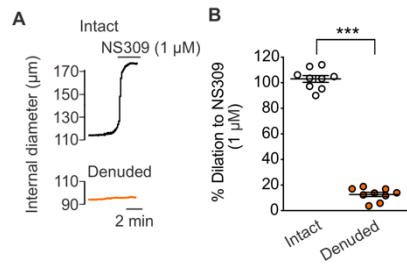 A
Intact
NS309 (1 μM)
Internal diameter (μm)
170
150
130
110
Denuded
110
90
2 min
B
***
% Dilation to NS309
(1 μM)
120
100
80
60
40
20
0
Intact
Denuded